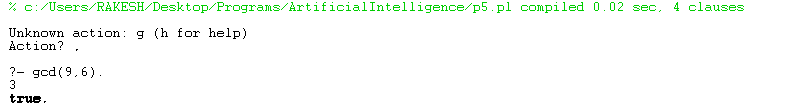 % c:/Users/RAKESH/Desktop/Programs/ArtificialIntelligence/p5.pl compiled 0.02 sec, 4 clauses
Unknown action: g (h for help)
Action? .
?- gcd(9,6).
3
true.